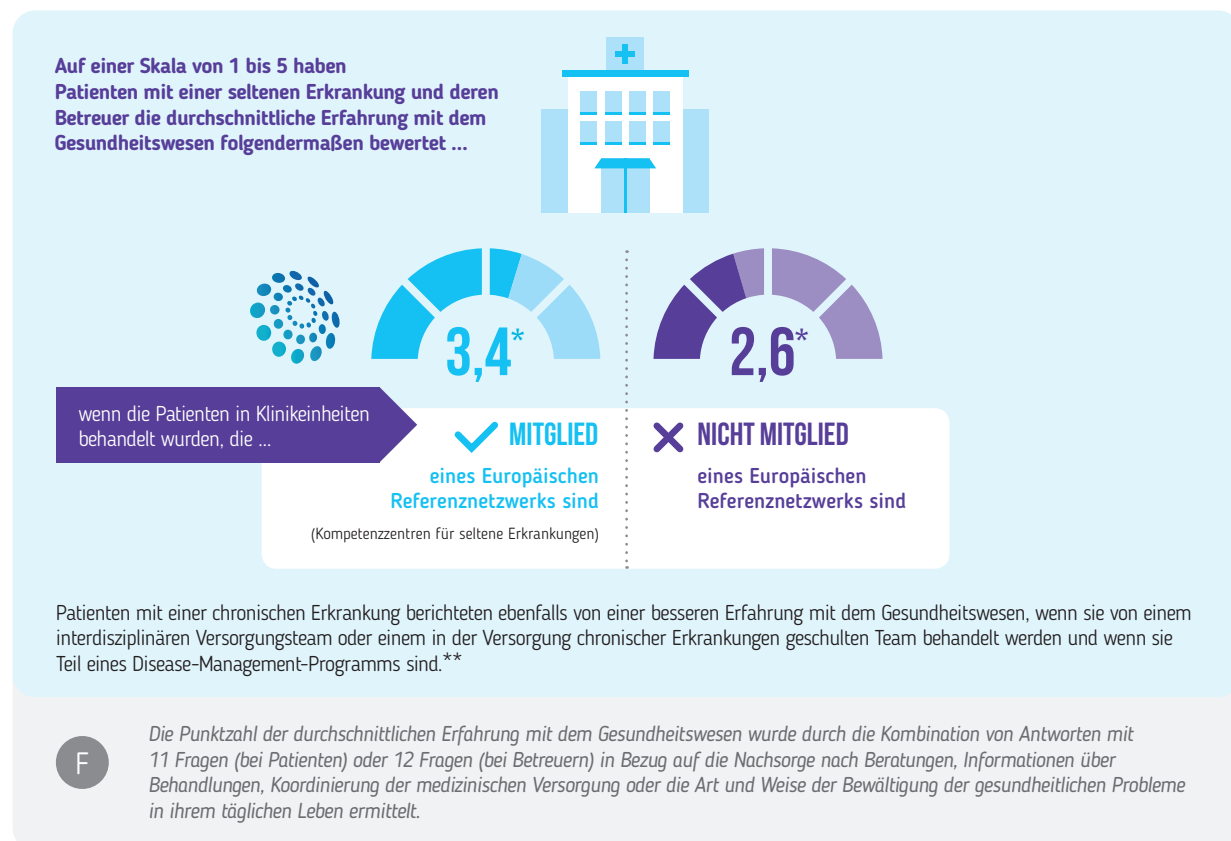 Auf einer Skala von 1 bis 5 haben
Patienten mit einer seltenen Erkrankung und deren
Betreuer die durchschnittliche Erfahrung mit dem
Gesundheitswesen folgendermaßen bewertet ...
3,4*
2,6*
wenn die Patienten in Klinikeinheiten
behandelt wurden, die ...
MITGLIED
eines Europäischen
Referenznetzwerks sind
(Kompetenzzentren für seltene Erkrankungen)
NICHT MITGLIED
eines Europäischen
Referenznetzwerks sind
Patienten mit einer chronischen Erkrankung berichteten ebenfalls von einer besseren Erfahrung mit dem Gesundheitswesen, wenn sie von einem
interdisziplinären Versorgungsteam oder einem in der Versorgung chronischer Erkrankungen geschulten Team behandelt werden und wenn sie
Teil eines Disease-Management-Programms sind.**
F
Die Punktzahl der durchschnittlichen Erfahrung mit dem Gesundheitswesen wurde durch die Kombination von Antworten mit
11 Fragen (bei Patienten) oder 12 Fragen (bei Betreuern) in Bezug auf die Nachsorge nach Beratungen, Informationen über
Behandlungen, Koordinierung der medizinischen Versorgung oder die Art und Weise der Bewältigung der gesundheitlichen Probleme
in ihrem täglichen Leben ermittelt.